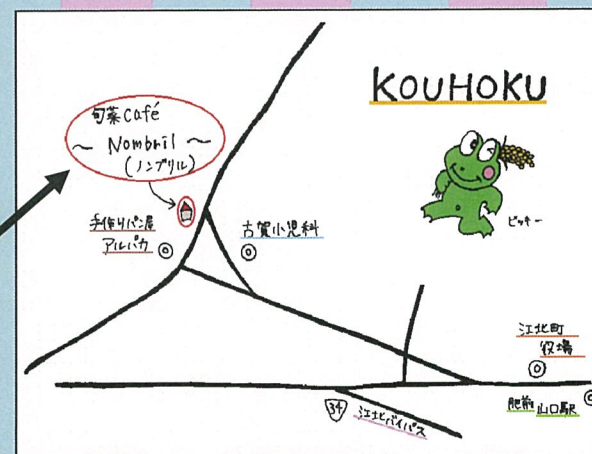 KOUHOKU
旬菜café
～ Nombril ～
(ノンブリル)
手作りパン屋
アルパカ
古賀小児科
ビッキー
江北町
役場
肥前山口駅
34
江北バイパス